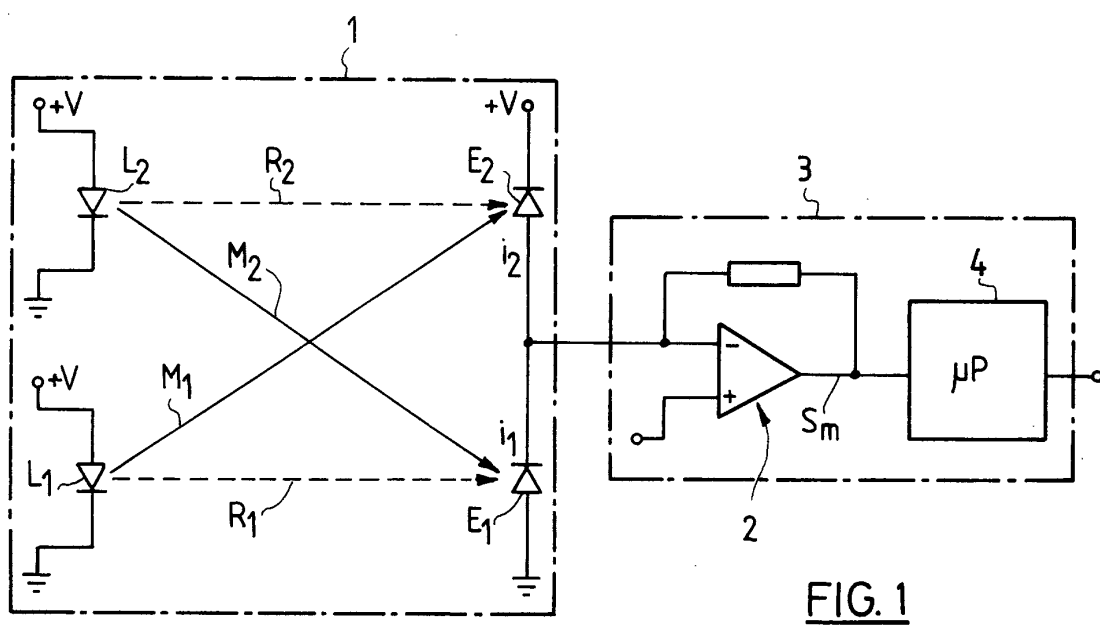 1
+V
+V
L2
R2
E2
3
M2
i2
4
+V
M1
−
+
µP
Sm
i1
L1
R1
E1
2
FIG. 1